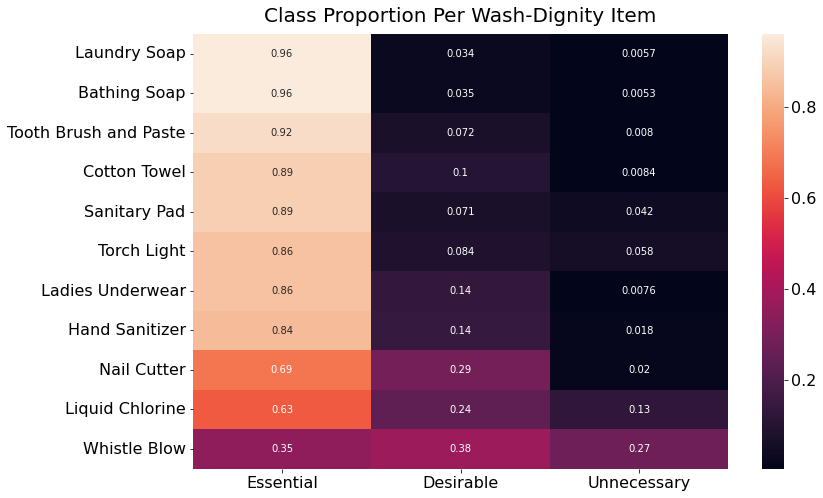 Class Proportion Per Wash-Dignity Item
Laundry Soap 0.96 0.034 0.0057
Bathing Soap 0.96 0.035 0.0053
Tooth Brush and Paste 0.92 0.072 0.008
Cotton Towel 0.89 0.1 0.0084
Sanitary Pad 0.89 0.071 0.042
Torch Light 0.86 0.084 0.058
Ladies Underwear 0.86 0.14 0.0076
Hand Sanitizer 0.84 0.14 0.018
Nail Cutter 0.69 0.29 0.02
Liquid Chlorine 0.63 0.24 0.13
Whistle Blow 0.35 0.38 0.27
Essential Desirable Unnecessary
0.8
0.6
0.4
0.2